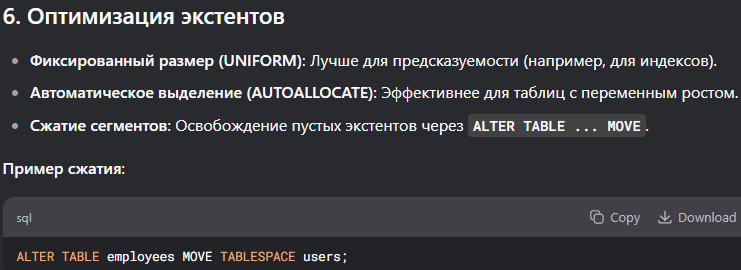 6. Оптимизация экстентов
Фиксированный размер (UNIFORM): Лучше для предсказуемости (например, для индексов).
Автоматическое выделение (AUTOALLOCATE): Эффективнее для таблиц с переменным ростом.
Сжатие сегментов: Освобождение пустых экстентов через ALTER TABLE ... MOVE.
Пример сжатия:
sql Copy Download
ALTER TABLE employees MOVE TABLESPACE users;